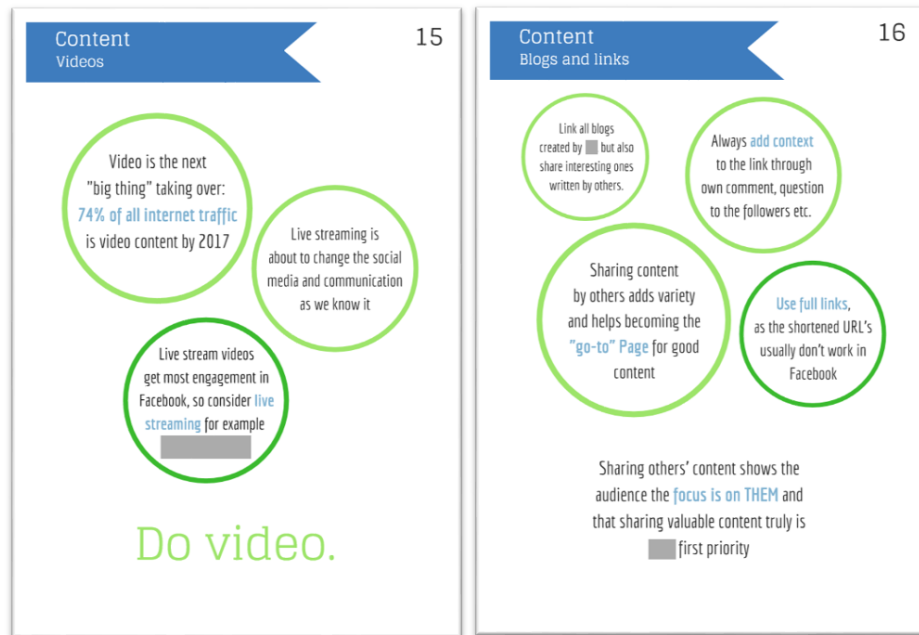 Content
Videos
15
Video is the next
"big thing" taking over:
74% of all internet traffic
is video content by 2017
Live streaming is
about to change the social
media and communication
as we know it
Live stream videos
get most engagement in
Facebook, so consider live
streaming for example
Do video.
Content
Blogs and links
16
Link all blogs
created by but also
share interesting ones
written by others.
Always add context
to the link through
own comment, question
to the followers etc.
Sharing content
by others adds variety
and helps becoming the
"go-to" Page for good
content
Use full links,
as the shortened URL's
usually don't work in
Facebook
Sharing others' content shows the
audience the focus is on THEM and
that sharing valuable content truly is
first priority